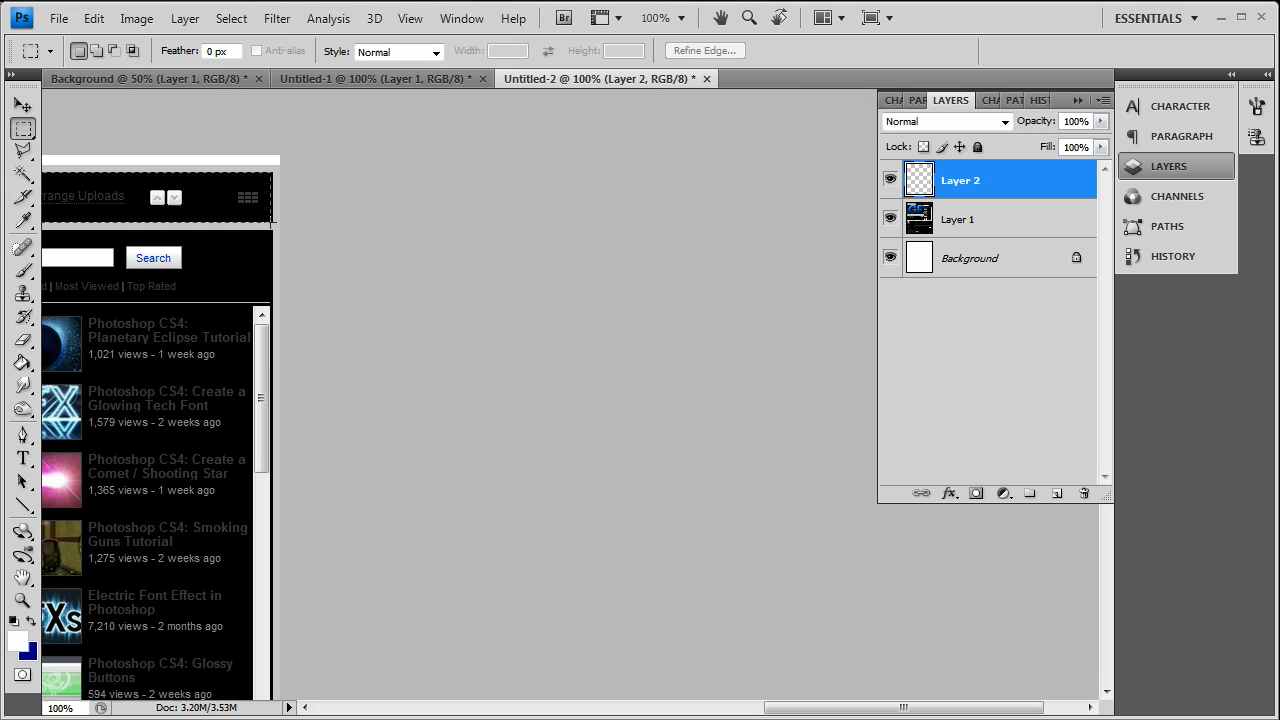 Ps File Edit Image Layer Select Filter Analysis 3D View Window Help Br 100% ESSENTIALS
Feather: 0 px Anti-alias Style: Normal Width: Height: Refine Edge...
Background @ 50% (Layer 1, RGB/8) * Untitled-1 @ 100% (Layer 1, RGB/8) * Untitled-2 @ 100% (Layer 2, RGB/8) *
CHA PAR LAYERS CHA PAT HIST
Normal Opacity: 100%
Lock: Fill: 100%
Layer 2
Layer 1
Background
CHARACTER
PARAGRAPH
LAYERS
CHANNELS
PATHS
HISTORY
rrange Uploads
Search
d | Most Viewed | Top Rated
Photoshop CS4:
Planetary Eclipse Tutorial
1,021 views - 1 week ago
Photoshop CS4: Create a
Glowing Tech Font
1,579 views - 2 weeks ago
Photoshop CS4: Create a
Comet / Shooting Star
1,365 views - 1 week ago
Photoshop CS4: Smoking
Guns Tutorial
1,275 views - 2 weeks ago
Electric Font Effect in
Photoshop
7,210 views - 2 months ago
Photoshop CS4: Glossy
Buttons
594 views - 2 weeks ago
100% Doc: 3.20M/3.53M